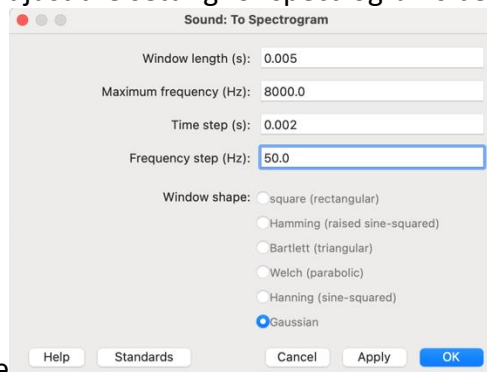 Sound: To Spectrogram
Window length (s): 0.005
Maximum frequency (Hz): 8000.0
Time step (s): 0.002
Frequency step (Hz): 50.0
Window shape: square (rectangular)
Hamming (raised sine-squared)
Bartlett (triangular)
Welch (parabolic)
Hanning (sine-squared)
Gaussian
Help Standards Cancel Apply OK